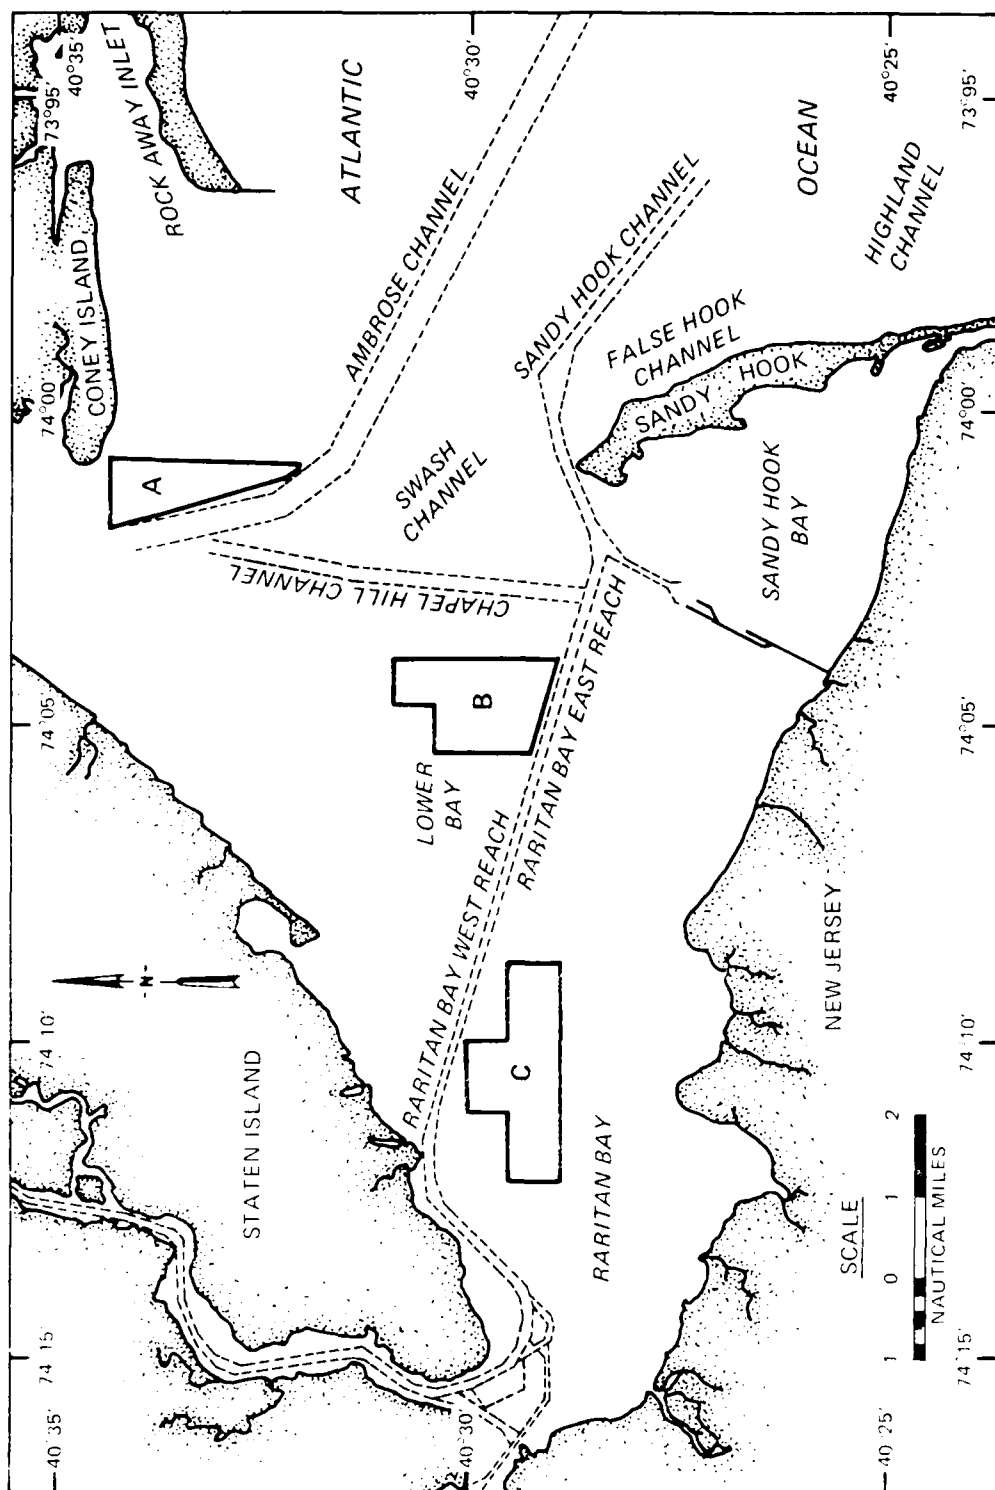 40°35'
73°95'
ROCK AWAY INLET
CONEY ISLAND
74°00'
A
ATLANTIC
40°30'
AMBROSE CHANNEL
SANDY HOOK CHANNEL
OCEAN
40°25'
73°95'
HIGHLAND
CHANNEL
FALSE HOOK
CHANNEL
SANDY HOOK
74°00'
SWASH
CHANNEL
SANDY HOOK
BAY
CHAPEL HILL CHANNEL
74°05'
B
LOWER
BAY
RARITAN BAY EAST REACH
74°05'
RARITAN BAY WEST REACH
-N-
74 10'
STATEN ISLAND
C
NEW JERSEY
74°10'
RARITAN BAY
SCALE
1 0 1 2
NAUTICAL MILES
74 15'
40 35'
40°30'
40°25'
74°15'